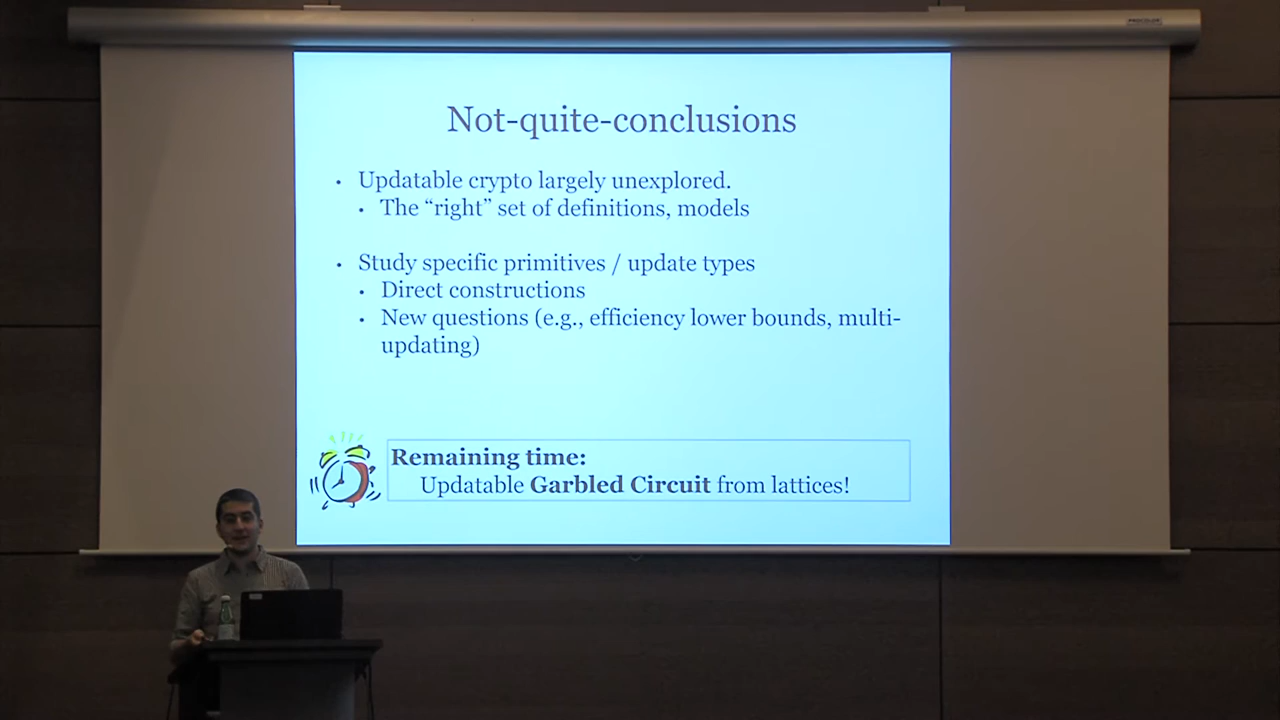 PROCOLOR
Not-quite-conclusions
• Updatable crypto largely unexplored.
• The “right” set of definitions, models
• Study specific primitives / update types
• Direct constructions
• New questions (e.g., efficiency lower bounds, multi-
updating)
Remaining time:
Updatable Garbled Circuit from lattices!